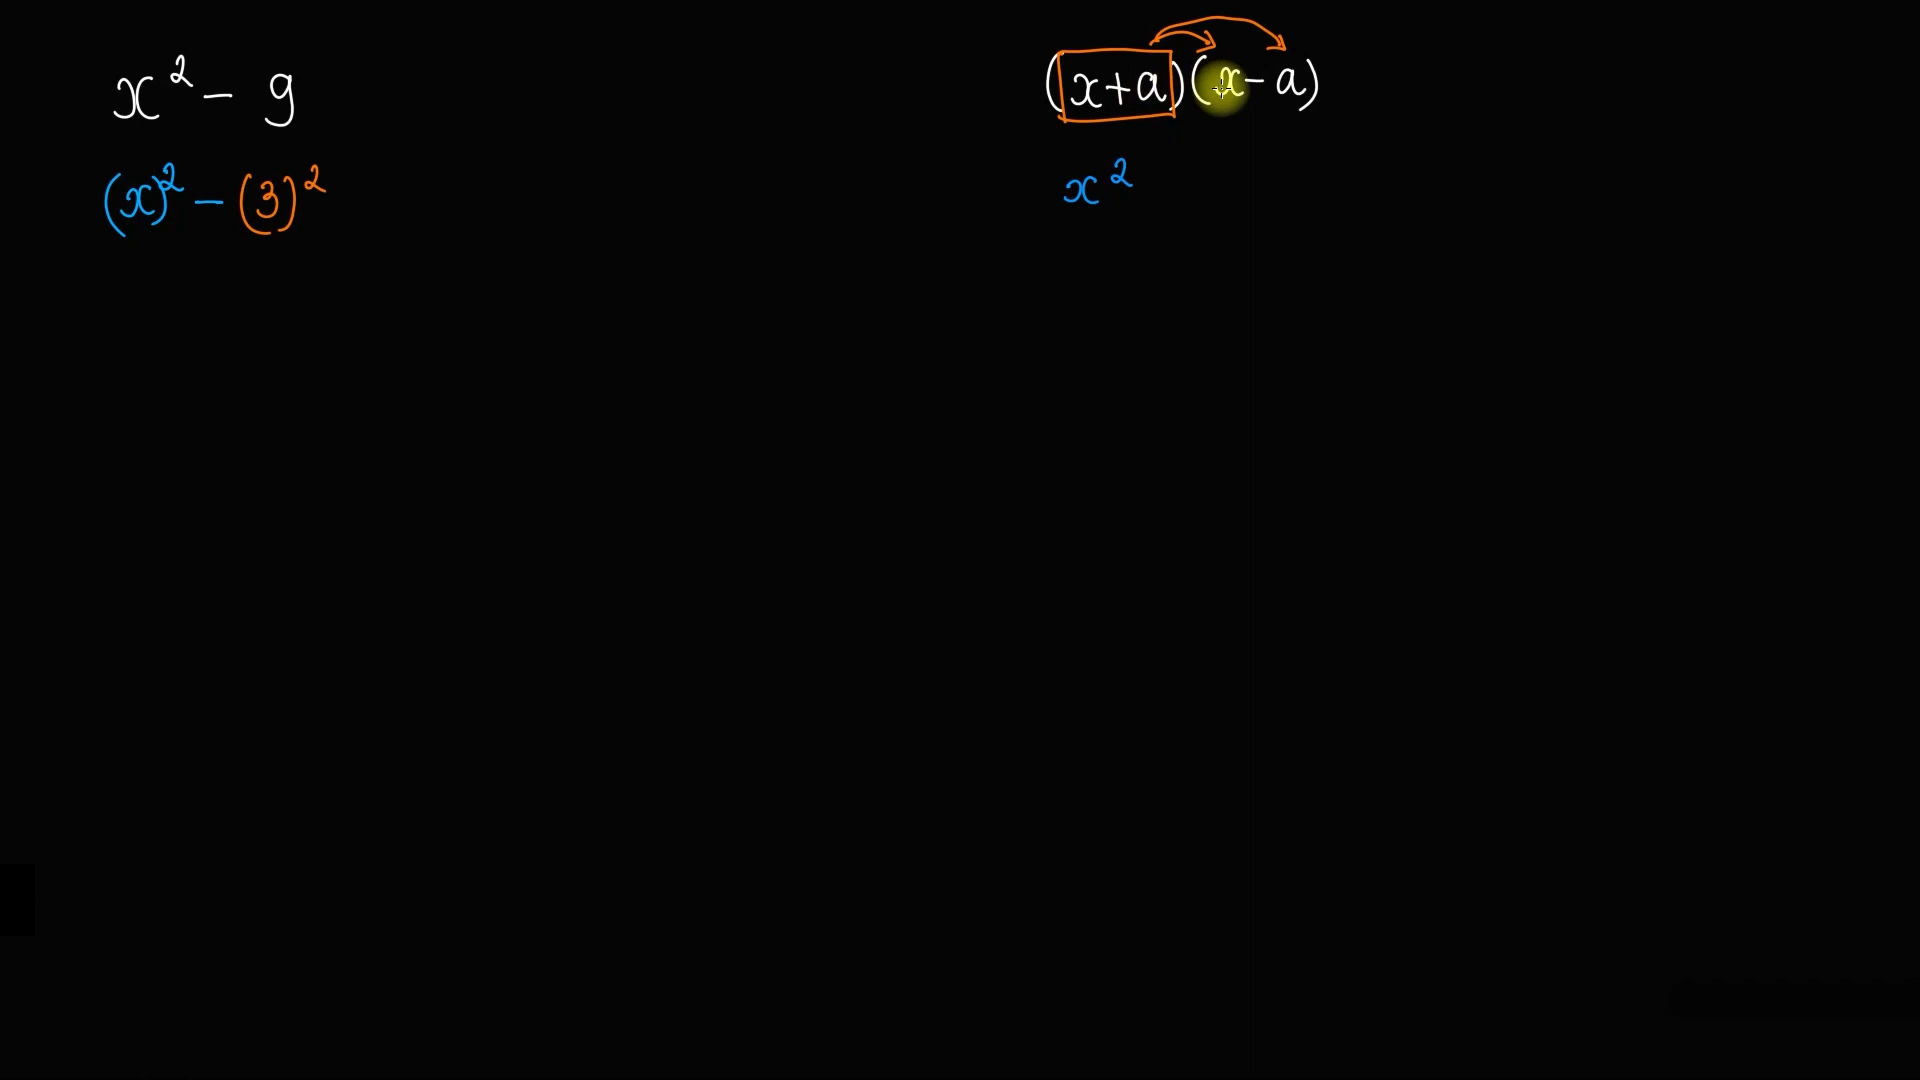 x² - 9
(x)² - (3)²
(x+a)(x-a)
x²